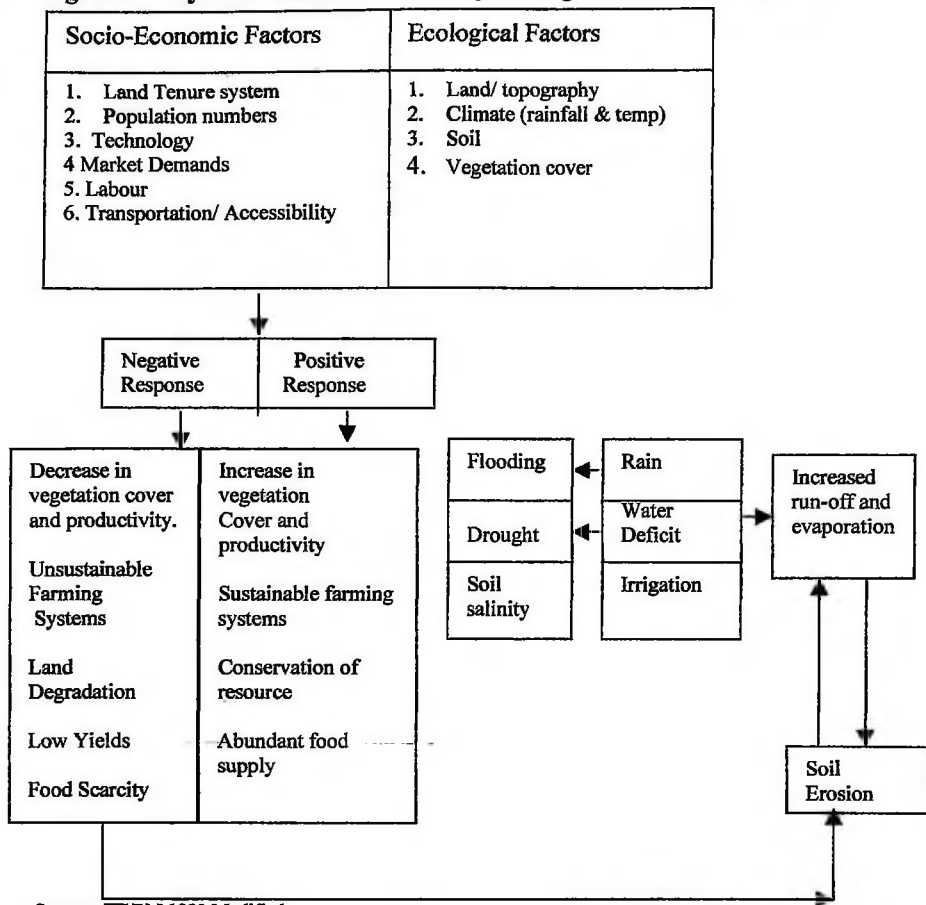 Socio-Economic Factors
Ecological Factors
1. Land Tenure system
2. Population numbers
3. Technology
4 Market Demands
5. Labour
6. Transportation/ Accessibility
1. Land/ topography
2. Climate (rainfall & temp)
3. Soil
4. Vegetation cover
Negative
Response
Positive
Response
Decrease in
vegetation cover
and productivity.
Unsustainable
Farming
Systems
Land
Degradation
Low Yields
Food Scarcity
Increase in
vegetation
Cover and
productivity
Sustainable farming
systems
Conservation of
resource
Abundant food
supply
Flooding
Drought
Soil
salinity
Rain
Water
Deficit
Irrigation
Increased
run-off and
evaporation
Soil
Erosion